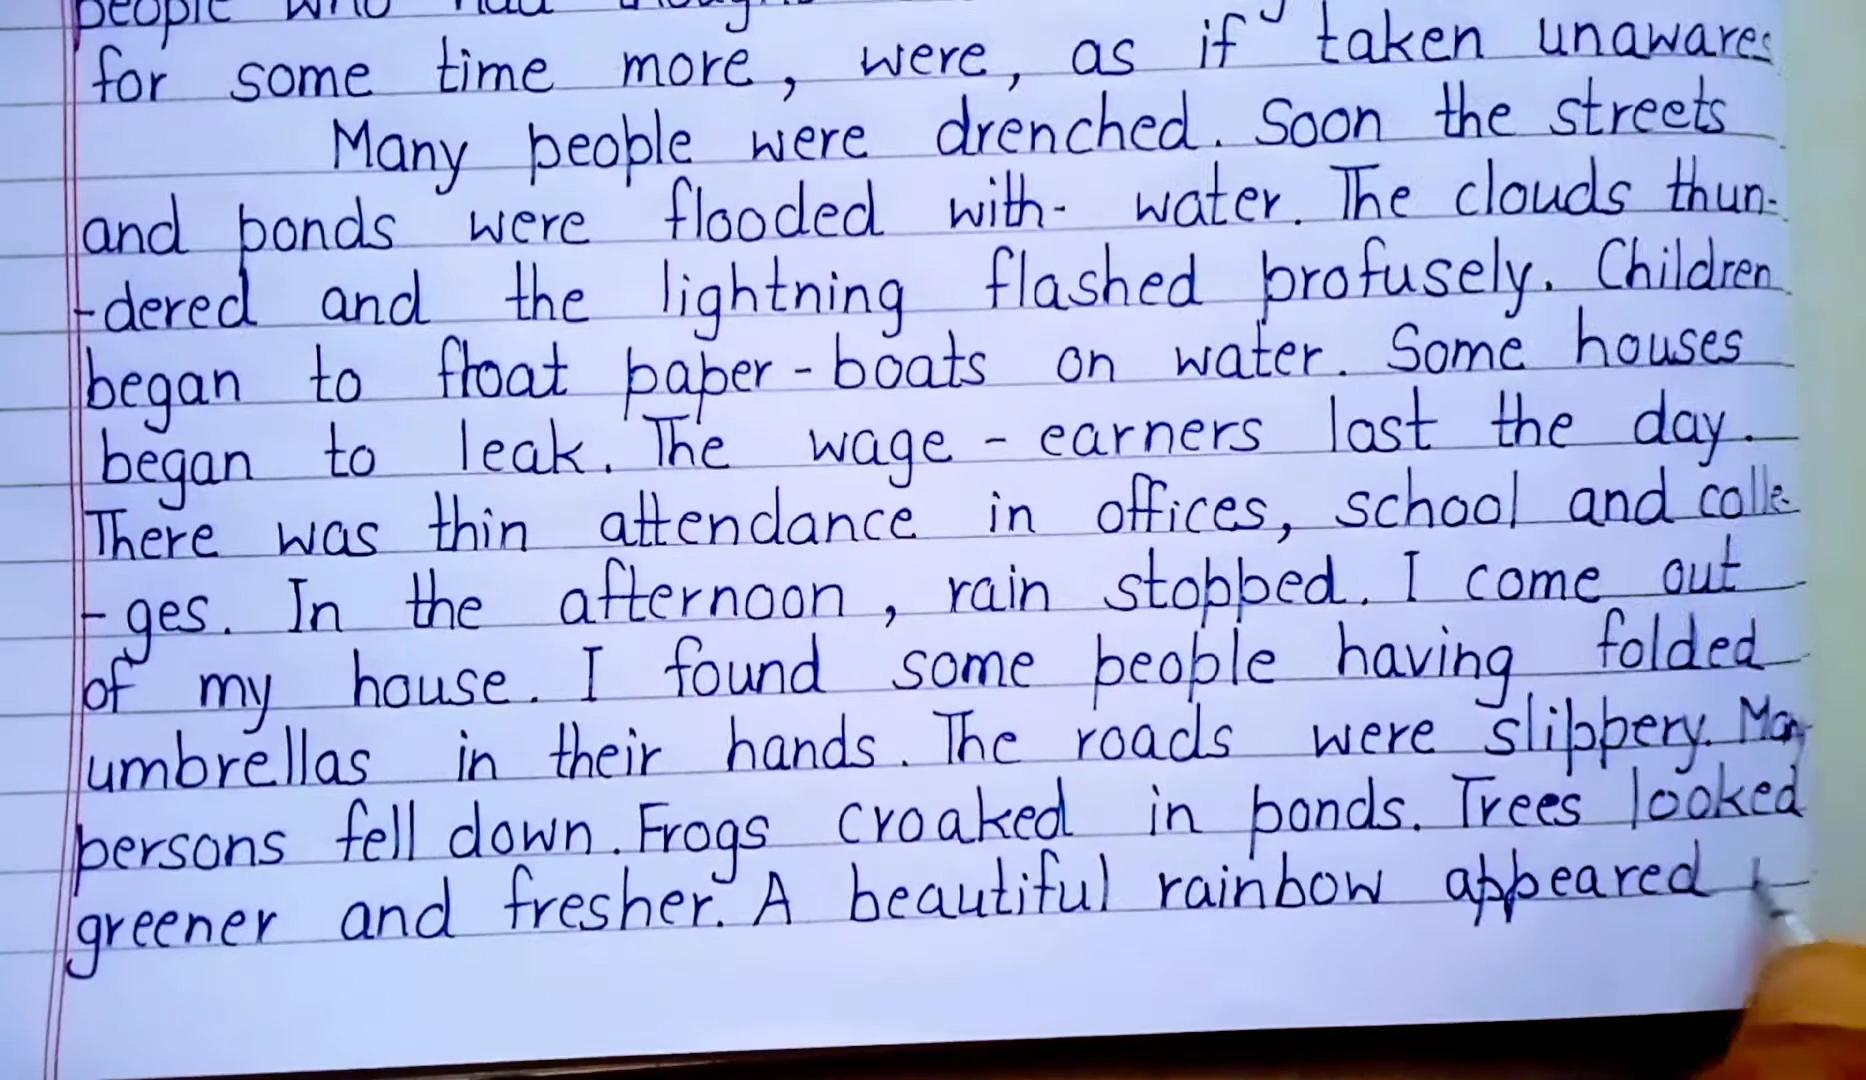 people who had
for some time more, were, as if taken unawares
Many people were drenched. Soon the streets
and ponds were flooded with- water. The clouds thun-
-dered and the lightning flashed profusely. Children
began to float paper-boats on water. Some houses
began to leak. The wage-earners lost the day.
There was thin attendance in offices, school and colle-
-ges. In the afternoon, rain stopped. I come out
of my house. I found some people having folded
umbrellas in their hands. The roads were slippery. Many
persons fell down. Frogs croaked in ponds. Trees looked
greener and fresher. A beautiful rainbow appeared